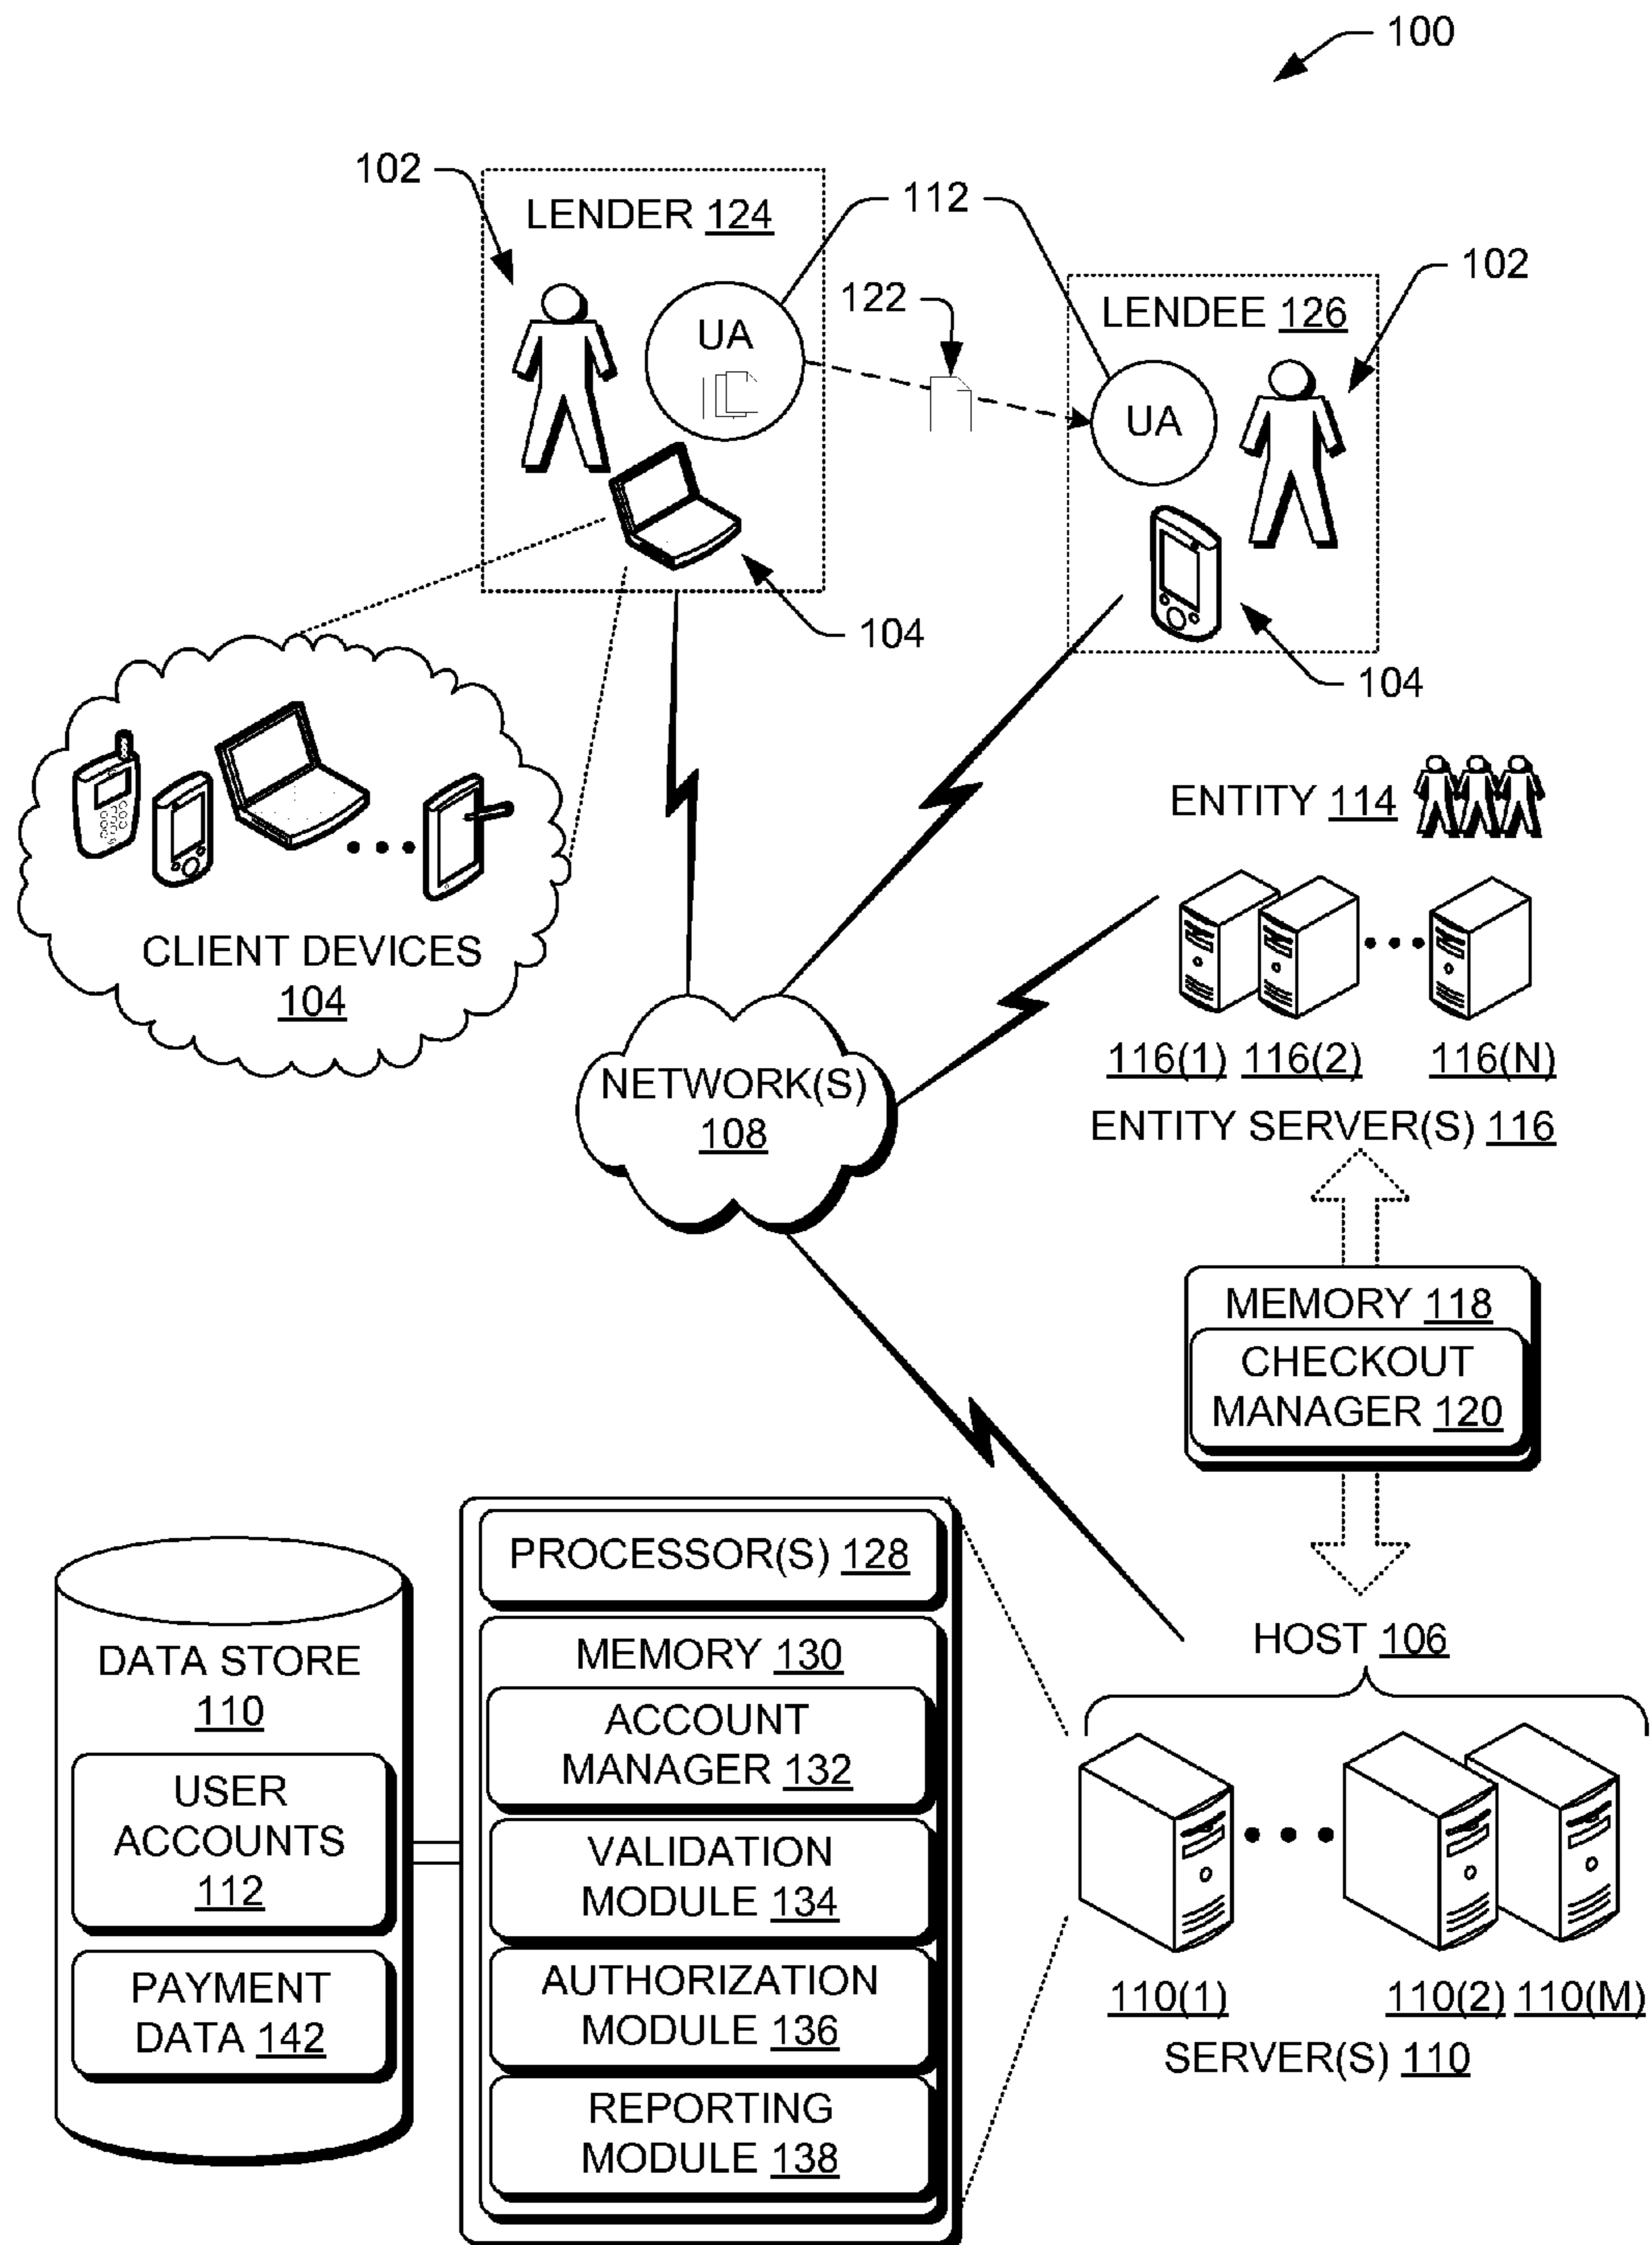 100
102
LENDER 124
112
102
122
LENDEE 126
UA
UA
104
104
ENTITY 114
CLIENT DEVICES
104
116(1) 116(2) 116(N)
ENTITY SERVER(S) 116
NETWORK(S)
108
MEMORY 118
CHECKOUT
MANAGER 120
HOST 106
110(1) 110(2) 110(M)
SERVER(S) 110
PROCESSOR(S) 128
MEMORY 130
ACCOUNT
MANAGER 132
VALIDATION
MODULE 134
AUTHORIZATION
MODULE 136
REPORTING
MODULE 138
DATA STORE
110
USER
ACCOUNTS
112
PAYMENT
DATA 142